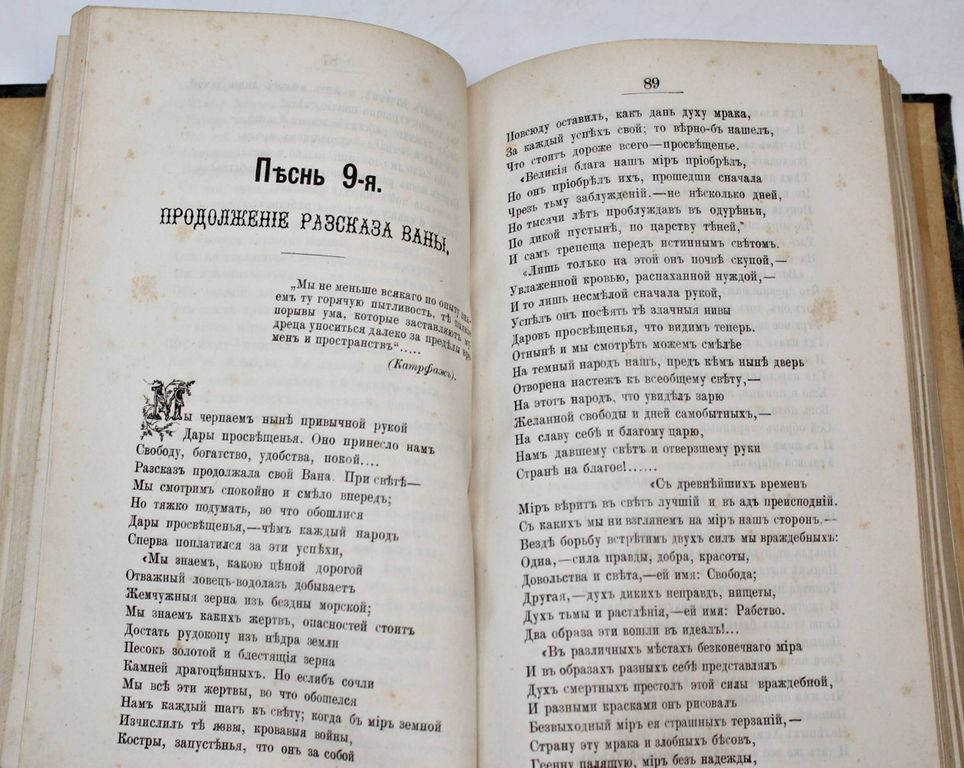 Пѣснь 9-я.
ПРОДОЛЖЕНІЕ РАЗСКАЗА ВАНЫ.
„Мы не меньше всякаго по опыту
емъ ту горячую пытливость, тѣ
порывы ума, которые заставляютъ
дреца уноситься далеко за предѣлы вре
менъ и пространствъ“.....
(Катрфажъ).
Мы черпаемъ нынѣ привычной рукой
Дары просвѣщенья. Оно принесло намъ
Свободу, богатство, удобства, покой....
Разсказъ продолжала свой Вана. При свѣтѣ—
Мы смотримъ спокойно и смѣло впередъ;
Но тяжко подумать, во что обошлися
Дары просвѣщенья,—чѣмъ каждый народъ
Сперва поплатился за эти успѣхи,
«Мы знаемъ, какою цѣной дорогой
Отважный ловецъ-водолазъ добываетъ
Жемчужныя зерна изъ бездны морской;
Мы знаемъ какихъ жертвъ, опасностей стоитъ
Достать рудокопу изъ нѣдра земли
Песокъ золотой и блестящія зерна
Камней драгоцѣнныхъ. Но еслибъ сочли
Мы всѣ эти жертвы, во что обошелся
Намъ каждый шагъ къ свѣту; когда бъ міръ земной
Изчислилъ тѣ язвы, кровавыя войны,
Костры, запустѣнья, что онъ за собой
89
Повсюду оставилъ, какъ дань духу мрака,
За каждый успѣхъ свой; то вѣрно-бъ нашелъ,
Что стоитъ дороже всего—просвѣщенье.
«Великія блага нашъ міръ пріобрѣлъ,
Но онъ пріобрѣлъ ихъ, прошедши сначала
Чрезъ тьму заблужденій.—не нѣсколько дней,
Но тысячи лѣтъ проблуждавъ въ одурѣньи,
По дикой пустынѣ, по царству тѣней,
И самъ трепеща передъ истиннымъ свѣтомъ.
«Лишь только на этой онъ почвѣ скупой,—
Увлаженной кровью, распаханной нуждой,—
И то лишь несмѣлой сначала рукой,
Успѣлъ онъ посѣять тѣ злачныя нивы
Даровъ просвѣщенья, что видимъ теперь.
Отнынѣ и мы смотрѣть можемъ смѣлѣе
На темный народъ нашъ, предъ кѣмъ нынѣ дверь
Отворена настежъ къ всеобщему свѣту,—
На этотъ народъ, что увидѣлъ зарю
Желанной свободы и дней самобытныхъ,—
На славу себѣ и благому царю,
Намъ давшему свѣтъ и отверзшему руки
Странѣ на благое!......
«Съ древнѣйшихъ временъ
Міръ вѣритъ въ свѣтъ лучшій и въ адъ преисподній.
Съ какихъ мы ни взглянемъ на міръ нашъ сторонъ.—
Вездѣ борьбу встрѣтимъ двухъ силъ мы враждебныхъ:
Одна,—сила правды, добра, красоты,
Довольства и свѣта,—ей имя: Свобода;
Другая,—духъ дикихъ неправдъ, нищеты,
Духъ тьмы и растлѣнія,—ей имя: Рабство.
Два образа эти вошли въ идеалъ!...
«Въ различныхъ мѣстахъ безконечнаго міра
И въ образахъ разныхъ себѣ представлялъ
Духъ смертныхъ престолъ этой силы враждебной,
И разными красками онъ рисовалъ
Безвыходный міръ ея страшныхъ терзаній,—
Страну эту мрака и злобныхъ бѣсовъ,
Геенну палящую, міръ безъ надежды,